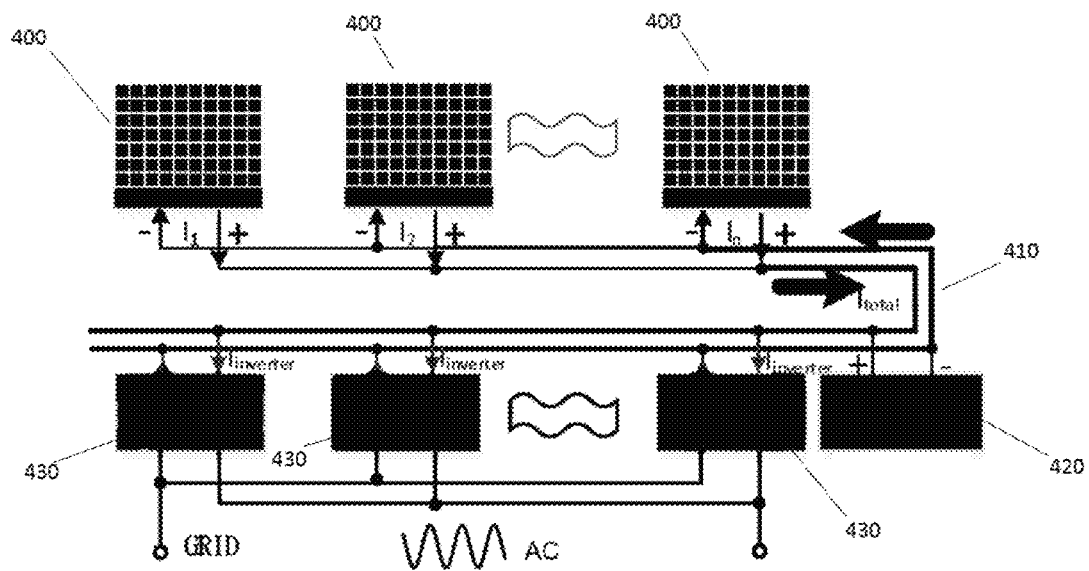 400
400
400
- I1 +
- I2 +
- In +
410
Itotal
Iinverter
Iinverter
Iinverter
+ -
430
430
430
420
GRID
AC